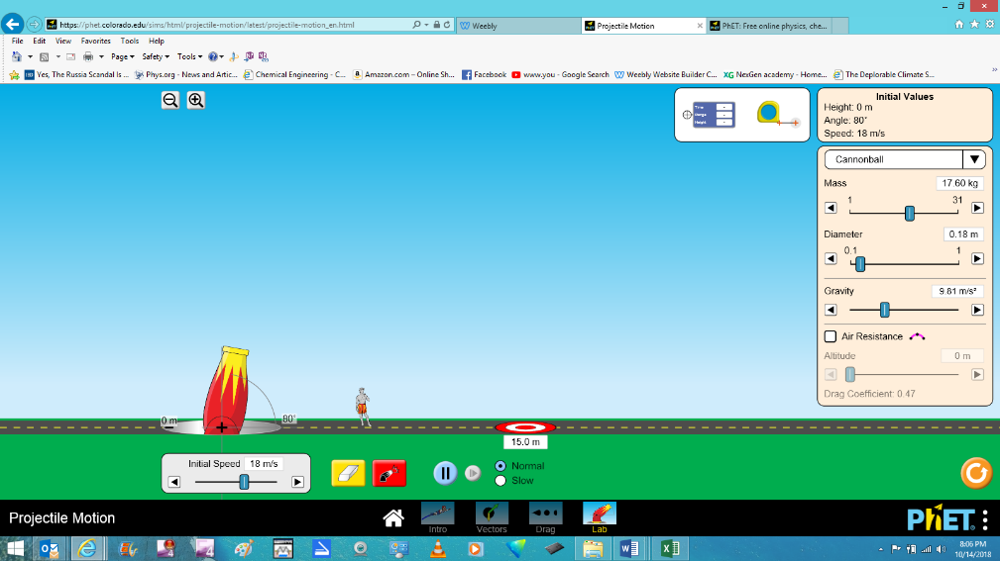 https://phet.colorado.edu/sims/html/projectile-motion/latest/projectile-motion_en.html
Weebly
Projectile Motion
PhET: Free online physics, che...
File Edit View Favorites Tools Help
Page Safety Tools
Yes, The Russia Scandal Is ...
Phys.org - News and Artic...
Chemical Engineering - C...
Amazon.com – Online Sh...
Facebook
www.you - Google Search
Weebly Website Builder C...
XG NexGen academy - Home...
The Deplorable Climate S...
Time -
Range -
Height -
Initial Values
Height: 0 m
Angle: 80°
Speed: 18 m/s
Cannonball
Mass 17.60 kg
1 31
Diameter 0.18 m
0.1 1
Gravity 9.81 m/s²
Air Resistance
Altitude 0 m
Drag Coefficient: 0.47
0 m
80°
15.0 m
Initial Speed 18 m/s
Normal
Slow
Projectile Motion
Intro
Vectors
Drag
Lab
PhET
8:06 PM
10/14/2018